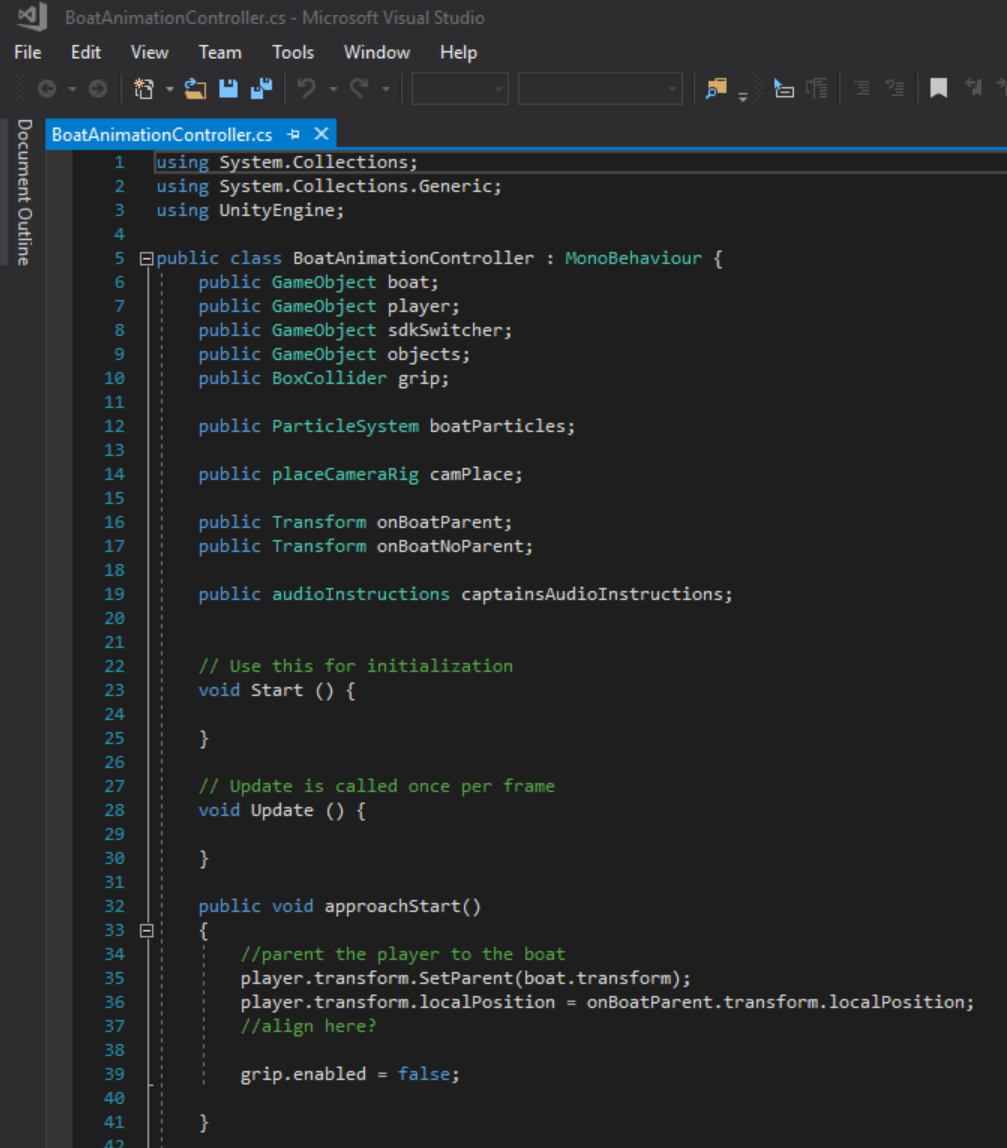 BoatAnimationController.cs - Microsoft Visual Studio
File Edit View Team Tools Window Help
Document Outline
BoatAnimationController.cs
1 using System.Collections;
2 using System.Collections.Generic;
3 using UnityEngine;
4
5 public class BoatAnimationController : MonoBehaviour {
6 public GameObject boat;
7 public GameObject player;
8 public GameObject sdkSwitcher;
9 public GameObject objects;
10 public BoxCollider grip;
11
12 public ParticleSystem boatParticles;
13
14 public placeCameraRig camPlace;
15
16 public Transform onBoatParent;
17 public Transform onBoatNoParent;
18
19 public audioInstructions captainsAudioInstructions;
20
21
22 // Use this for initialization
23 void Start () {
24
25 }
26
27 // Update is called once per frame
28 void Update () {
29
30 }
31
32 public void approachStart()
33 {
34 //parent the player to the boat
35 player.transform.SetParent(boat.transform);
36 player.transform.localPosition = onBoatParent.transform.localPosition;
37 //align here?
38
39 grip.enabled = false;
40
41 }
42